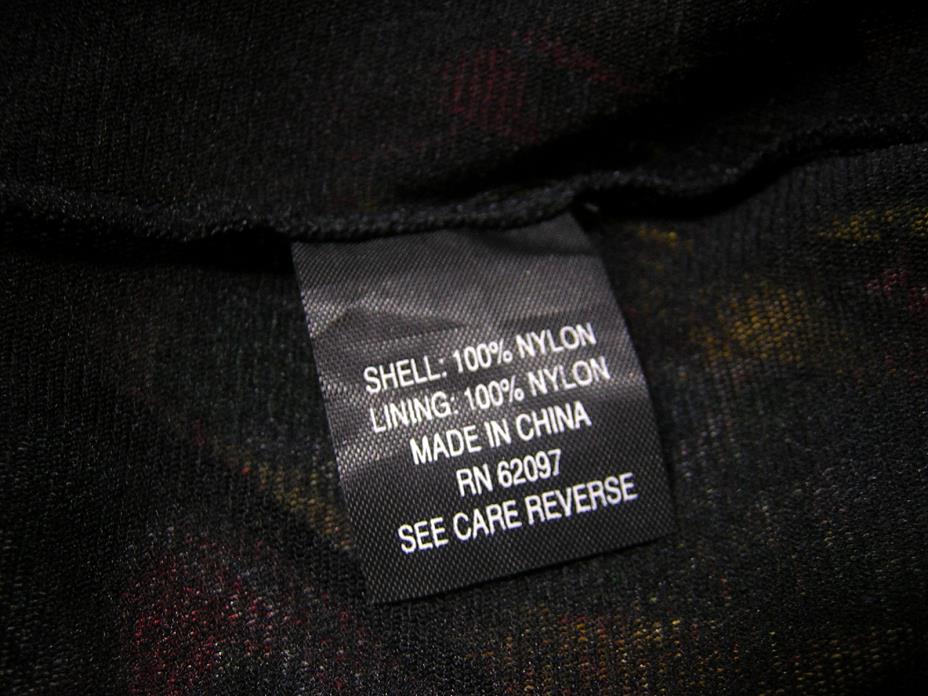 SHELL: 100% NYLON
LINING: 100% NYLON
MADE IN CHINA
RN 62097
SEE CARE REVERSE